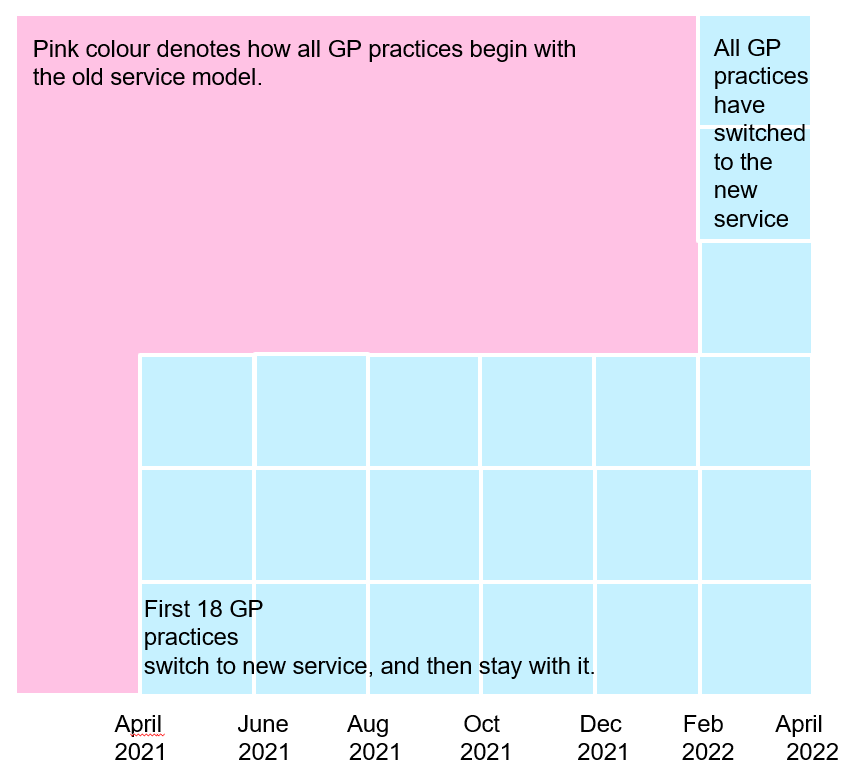 Pink colour denotes how all GP practices begin with
the old service model.
All GP
practices
have
switched
to the
new
service
First 18 GP
practices
switch to new service, and then stay with it.
April June Aug Oct Dec Feb April
2021 2021 2021 2021 2021 2022 2022